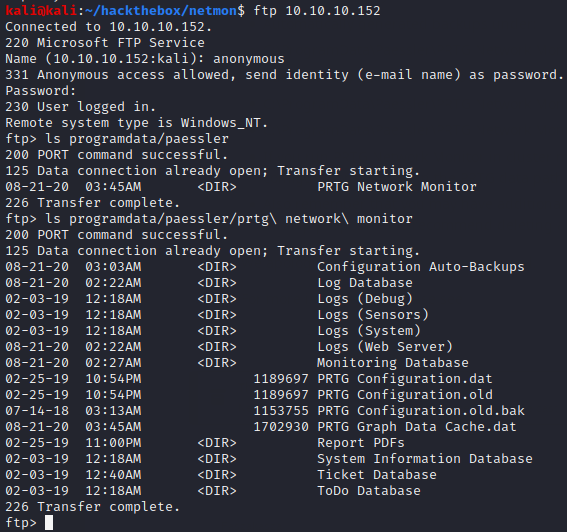 kali@kali:~/hackthebox/netmon$ ftp 10.10.10.152
Connected to 10.10.10.152.
220 Microsoft FTP Service
Name (10.10.10.152:kali): anonymous
331 Anonymous access allowed, send identity (e-mail name) as password.
Password:
230 User logged in.
Remote system type is Windows_NT.
ftp> ls programdata/paessler
200 PORT command successful.
125 Data connection already open; Transfer starting.
08-21-20  03:45AM       <DIR>          PRTG Network Monitor
226 Transfer complete.
ftp> ls programdata/paessler/prtg\ network\ monitor
200 PORT command successful.
125 Data connection already open; Transfer starting.
08-21-20  03:03AM       <DIR>          Configuration Auto-Backups
08-21-20  02:22AM       <DIR>          Log Database
02-03-19  12:18AM       <DIR>          Logs (Debug)
02-03-19  12:18AM       <DIR>          Logs (Sensors)
02-03-19  12:18AM       <DIR>          Logs (System)
08-21-20  02:22AM       <DIR>          Logs (Web Server)
08-21-20  02:27AM       <DIR>          Monitoring Database
02-25-19  10:54PM              1189697 PRTG Configuration.dat
02-25-19  10:54PM              1189697 PRTG Configuration.old
07-14-18  03:13AM              1153755 PRTG Configuration.old.bak
08-21-20  03:45AM              1702930 PRTG Graph Data Cache.dat
02-25-19  11:00PM       <DIR>          Report PDFs
02-03-19  12:18AM       <DIR>          System Information Database
02-03-19  12:40AM       <DIR>          Ticket Database
02-03-19  12:18AM       <DIR>          ToDo Database
226 Transfer complete.
ftp>